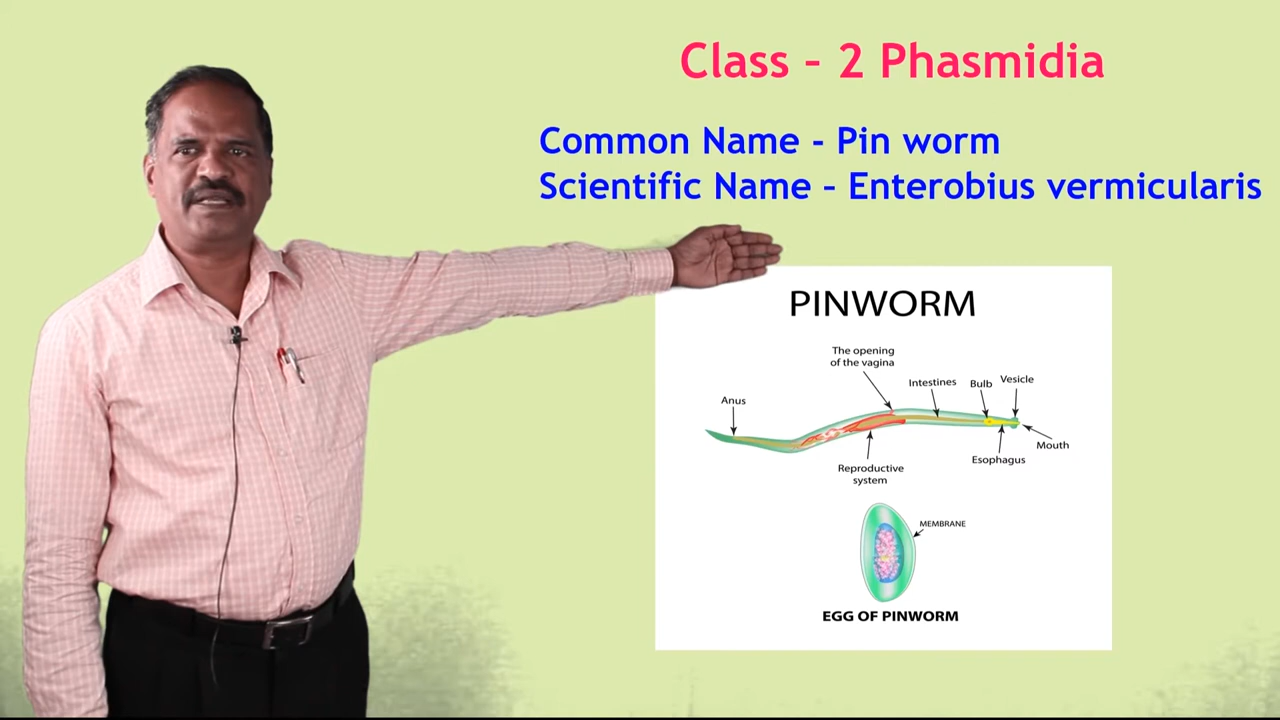 Class – 2 Phasmidia
Common Name - Pin worm
Scientific Name – Enterobius vermicularis
PINWORM
The opening
of the vagina
Intestines
Bulb
Vesicle
Anus
Mouth
Esophagus
Reproductive
system
MEMBRANE
EGG OF PINWORM